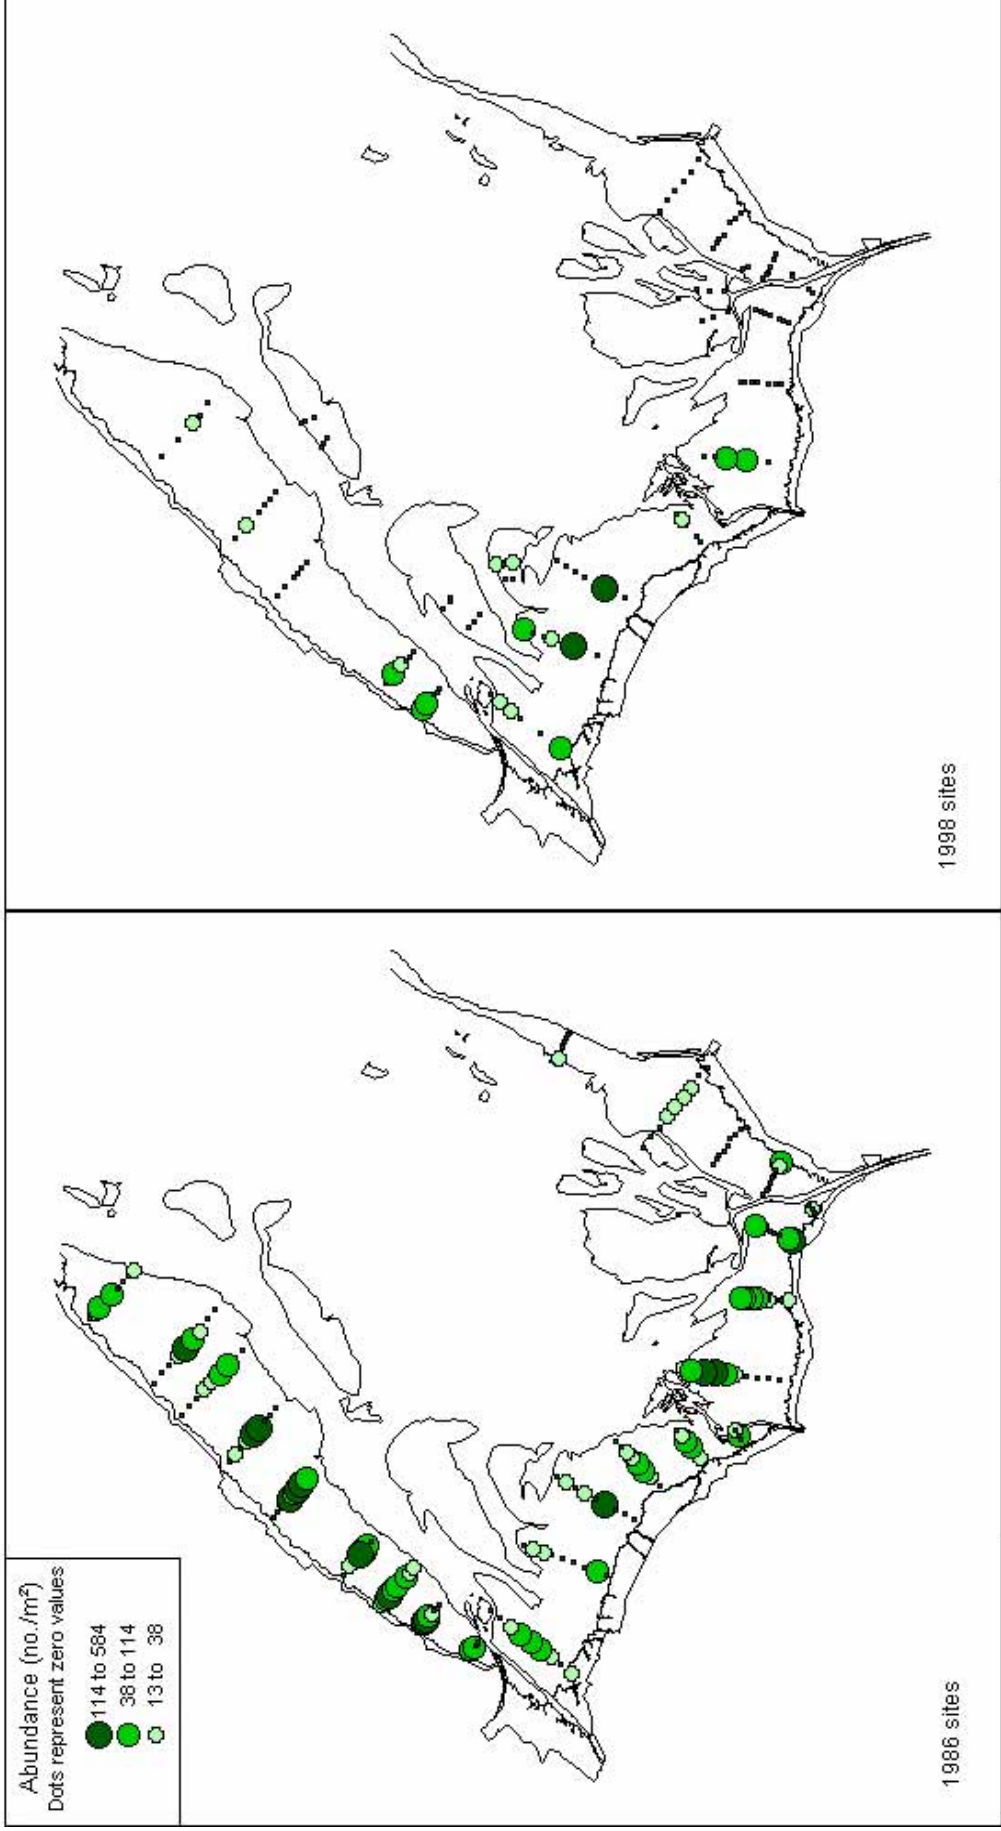 Abundance (no./m²)
Dots represent zero values
114 to 584
38 to 114
13 to 38
1986 sites
1998 sites